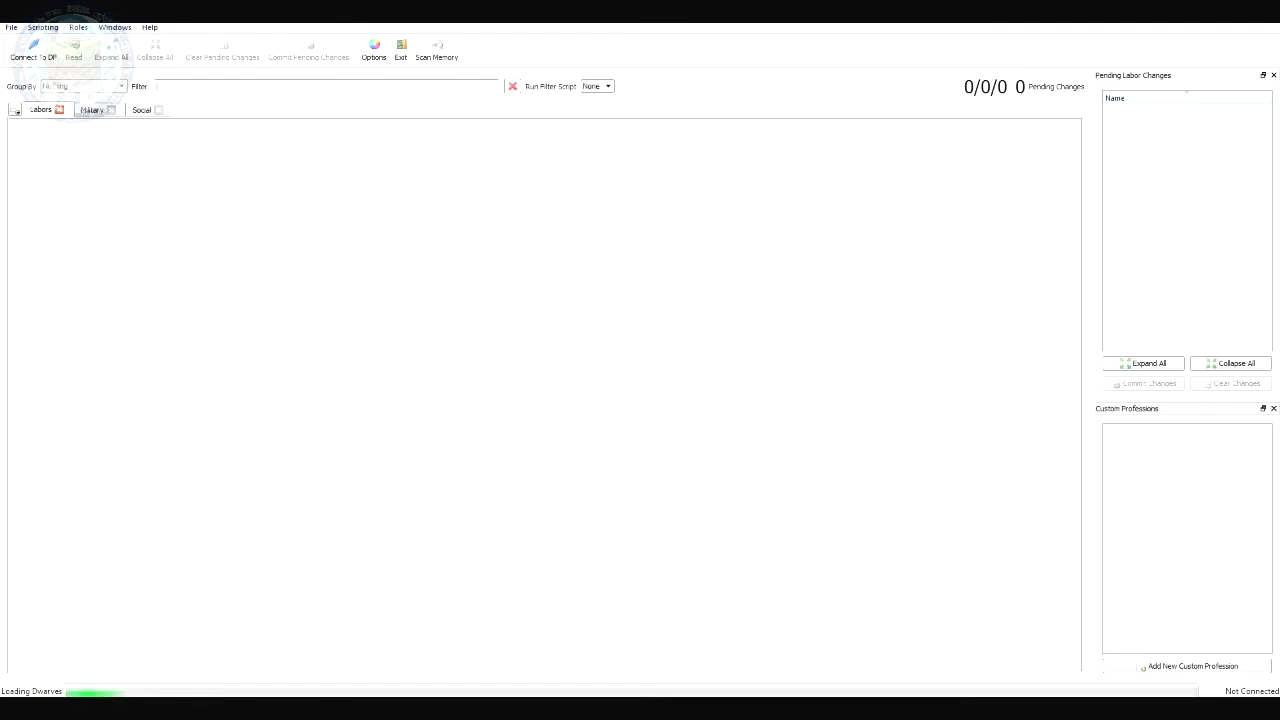 File Scripting Roles Windows Help
Connect To DF Read Expand All Collapse All Clear Pending Changes Commit Pending Changes Options Exit Scan Memory
Group By Nothing Filter Run Filter Script None 0/0/0 0 Pending Changes
Labors Military Social
Pending Labor Changes
Name
Expand All Collapse All
Commit Changes Clear Changes
Custom Professions
Add New Custom Profession
Loading Dwarves Not Connected